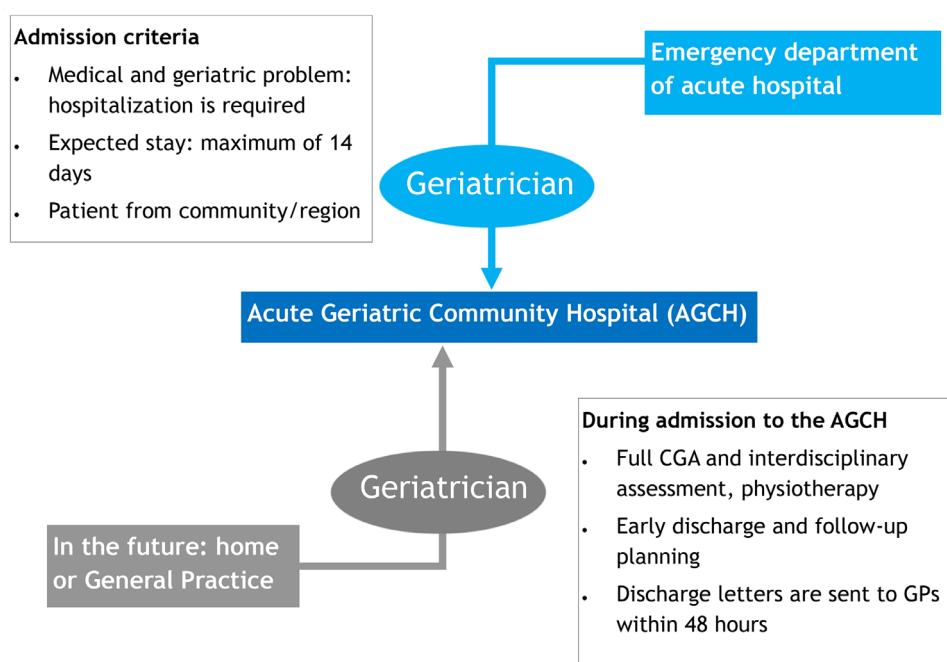 Admission criteria
• Medical and geriatric problem:
hospitalization is required
• Expected stay: maximum of 14
days
• Patient from community/region
Emergency department
of acute hospital
Geriatrician
Acute Geriatric Community Hospital (AGCH)
Geriatrician
In the future: home
or General Practice
During admission to the AGCH
• Full CGA and interdisciplinary
assessment, physiotherapy
• Early discharge and follow-up
planning
• Discharge letters are sent to GPs
within 48 hours